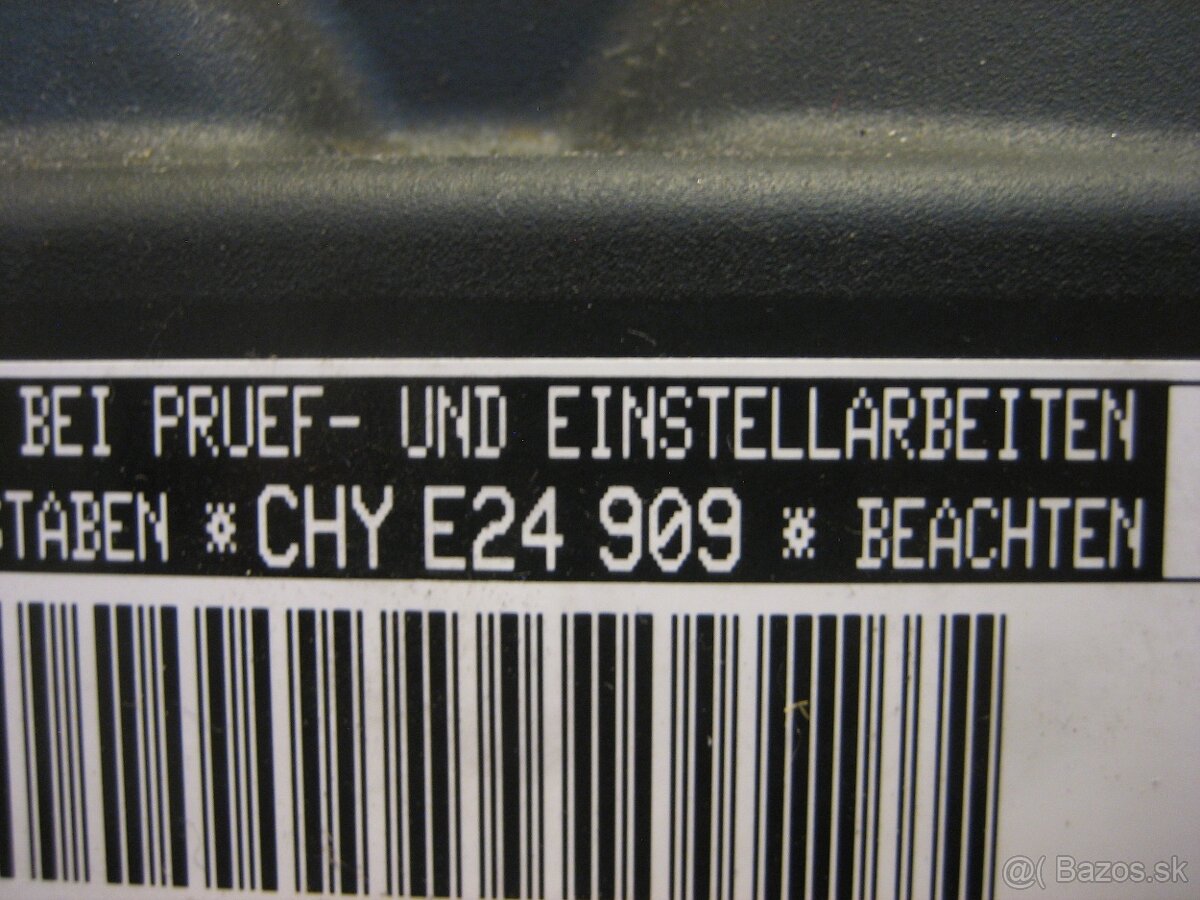 BEI PRUEF- UND EINSTELLARBEITEN
STABEN * CHY E24 909 * BEACHTEN
@( Bazos.sk